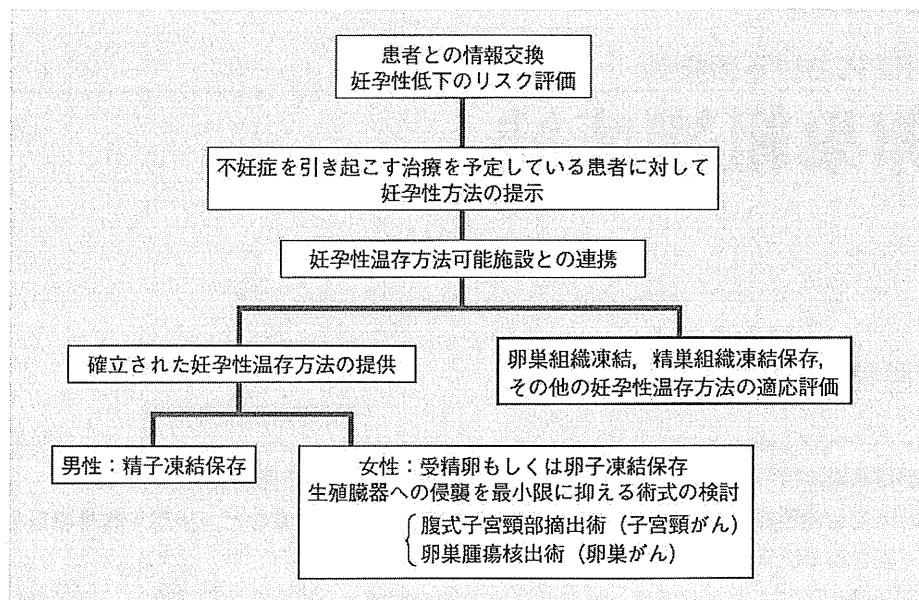 患者との情報交換
妊孕性低下のリスク評価
不妊症を引き起こす治療を予定している患者に対して
妊孕性方法の提示
妊孕性温存方法可能施設との連携
確立された妊孕性温存方法の提供
卵巣組織凍結，精巣組織凍結保存，
その他の妊孕性温存方法の適応評価
男性：精子凍結保存
女性：受精卵もしくは卵子凍結保存
生殖臓器への侵襲を最小限に抑える術式の検討
腹式子宮頸部摘出術（子宮頸がん）
卵巣腫瘍核出術（卵巣がん）